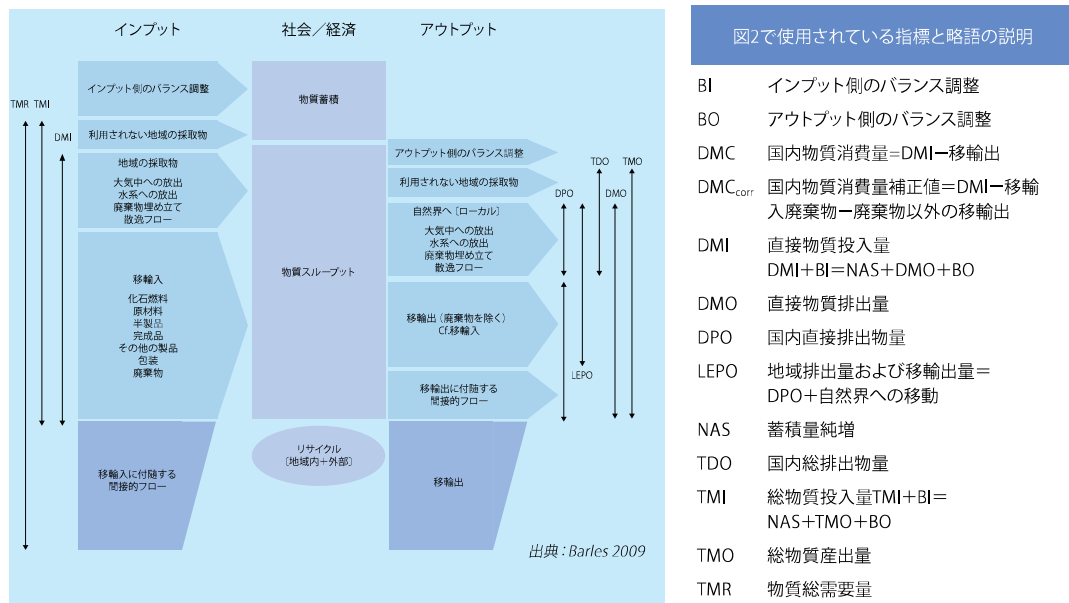 インプット
社会／経済
アウトプット
インプット側のバランス調整
物質蓄積
TMR TMI
利用されない地域の採取物
DMI
地域の採取物
大気中への放出
水系への放出
廃棄物埋め立て
散逸フロー
移輸入
化石燃料
原材料
半製品
完成品
その他の製品
包装
廃棄物
移輸入に付随する
間接的フロー
物質スループット
リサイクル
〔地域内＋外部〕
アウトプット側のバランス調整
TDO
TMO
利用されない地域の採取物
DPO
DMO
自然界へ〔ローカル〕
大気中への放出
水系への放出
廃棄物埋め立て
散逸フロー
移輸出（廃棄物を除く）
Cf.移輸入
LEPO
移輸出に付随する
間接的フロー
移輸出
出典：Barles 2009
図2で使用されている指標と略語の説明
BI インプット側のバランス調整
BO アウトプット側のバランス調整
DMC 国内物質消費量=DMI−移輸出
DMCcorr 国内物質消費量補正値=DMI−移輸
入廃棄物−廃棄物以外の移輸出
DMI 直接物質投入量
DMI+BI=NAS+DMO+BO
DMO 直接物質排出量
DPO 国内直接排出物量
LEPO 地域排出量および移輸出量＝
DPO+自然界への移動
NAS 蓄積量純増
TDO 国内総排出物量
TMI 総物質投入量TMI+BI=
NAS+TMO+BO
TMO 総物質産出量
TMR 物質総需要量